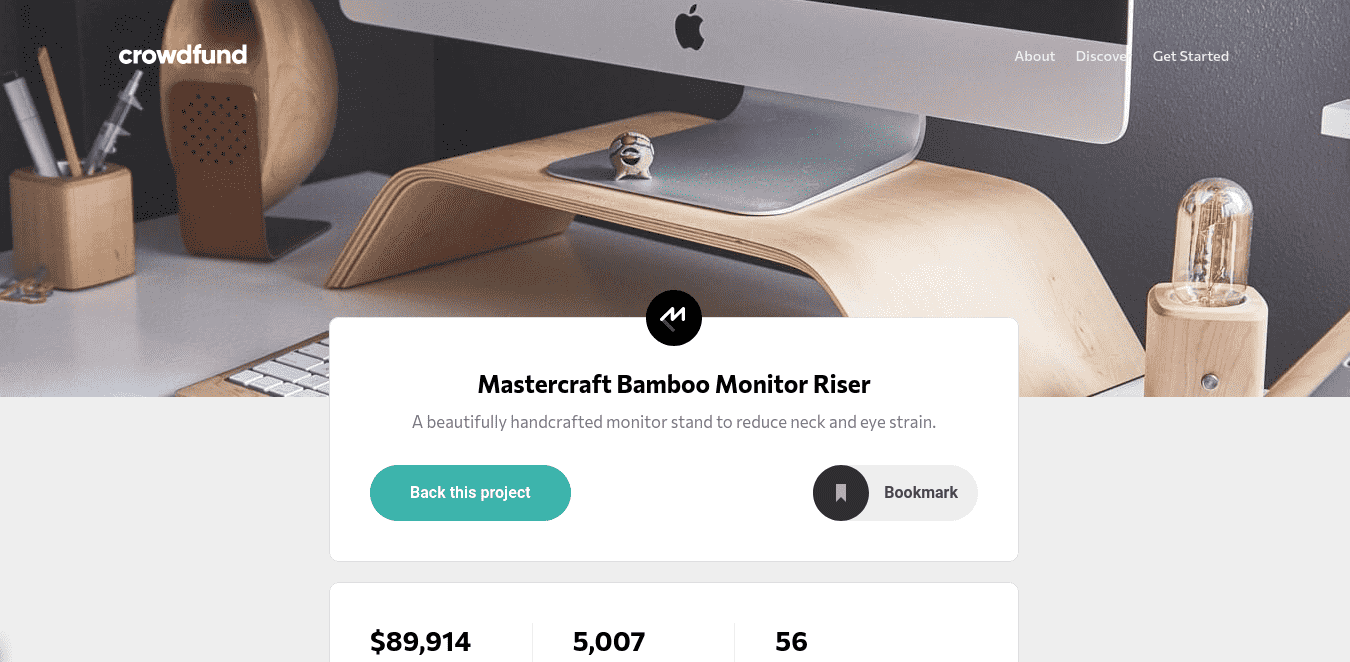 crowdfund
About Discover Get Started
Mastercraft Bamboo Monitor Riser
A beautifully handcrafted monitor stand to reduce neck and eye strain.
Back this project
Bookmark
$89,914 5,007 56